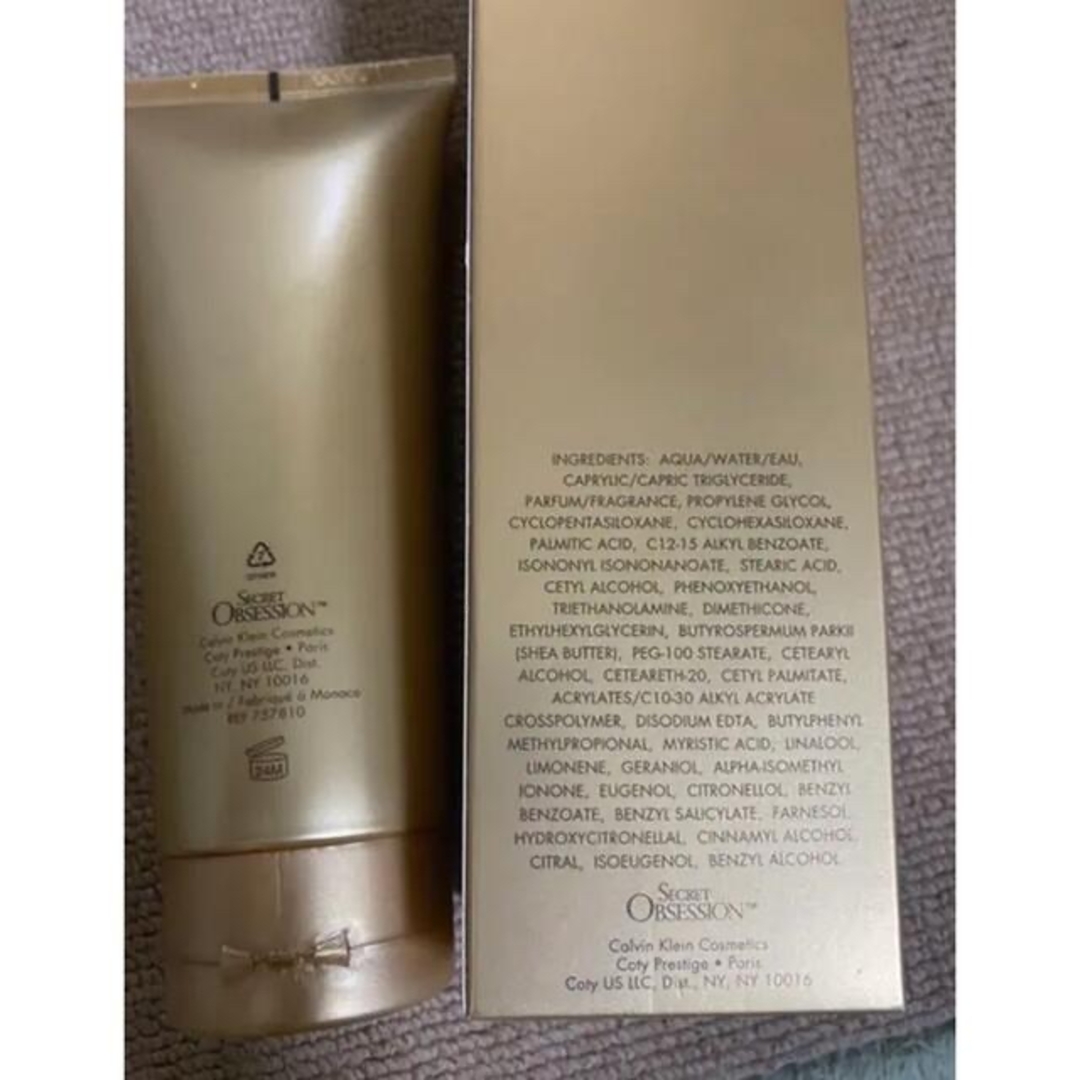 SECRET
OBSESSION™
Calvin Klein Cosmetics
Coty Prestige • Paris
Coty US LLC, Dist.
NY, NY 10016
Made in / Fabriqué à Monaco
REF 757810
24M
INGREDIENTS: AQUA/WATER/EAU,
CAPRYLIC/CAPRIC TRIGLYCERIDE,
PARFUM/FRAGRANCE, PROPYLENE GLYCOL,
CYCLOPENTASILOXANE, CYCLOHEXASILOXANE,
PALMITIC ACID, C12-15 ALKYL BENZOATE,
ISONONYL ISONONANOATE, STEARIC ACID,
CETYL ALCOHOL, PHENOXYETHANOL,
TRIETHANOLAMINE, DIMETHICONE,
ETHYLHEXYLGLYCERIN, BUTYROSPERMUM PARKII
(SHEA BUTTER), PEG-100 STEARATE, CETEARYL
ALCOHOL, CETEARETH-20, CETYL PALMITATE,
ACRYLATES/C10-30 ALKYL ACRYLATE
CROSSPOLYMER, DISODIUM EDTA, BUTYLPHENYL
METHYLPROPIONAL, MYRISTIC ACID, LINALOOL,
LIMONENE, GERANIOL, ALPHA-ISOMETHYL
IONONE, EUGENOL, CITRONELLOL, BENZYL
BENZOATE, BENZYL SALICYLATE, FARNESOL,
HYDROXYCITRONELLAL, CINNAMYL ALCOHOL,
CITRAL, ISOEUGENOL, BENZYL ALCOHOL.
SECRET
OBSESSION™
Calvin Klein Cosmetics
Coty Prestige • Paris
Coty US LLC, Dist., NY, NY 10016